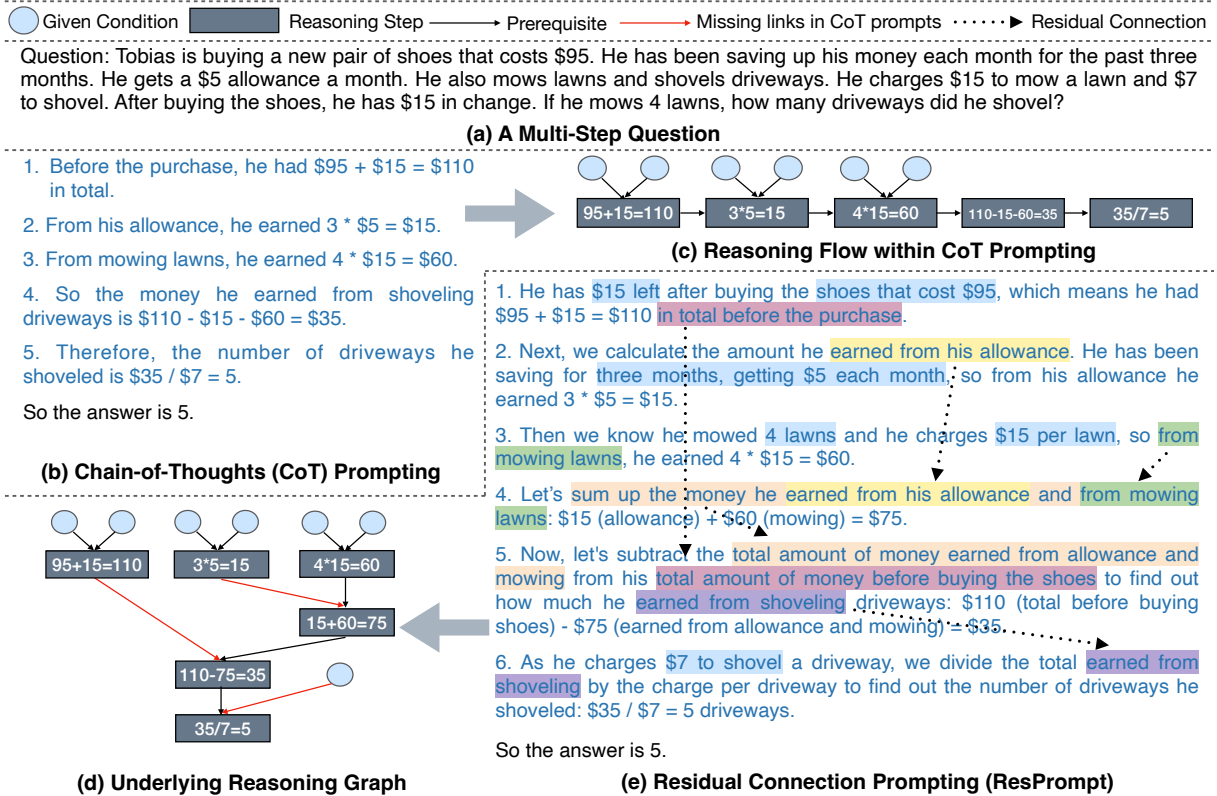 Given Condition Reasoning Step Prerequisite Missing links in CoT prompts Residual Connection
Question: Tobias is buying a new pair of shoes that costs $95. He has been saving up his money each month for the past three
months. He gets a $5 allowance a month. He also mows lawns and shovels driveways. He charges $15 to mow a lawn and $7
to shovel. After buying the shoes, he has $15 in change. If he mows 4 lawns, how many driveways did he shovel?
(a) A Multi-Step Question
1. Before the purchase, he had $95 + $15 = $110
in total.
2. From his allowance, he earned 3 * $5 = $15.
3. From mowing lawns, he earned 4 * $15 = $60.
4. So the money he earned from shoveling
driveways is $110 - $15 - $60 = $35.
5. Therefore, the number of driveways he
shoveled is $35 / $7 = 5.
So the answer is 5.
(b) Chain-of-Thoughts (CoT) Prompting
95+15=110 3*5=15 4*15=60 110-15-60=35 35/7=5
(c) Reasoning Flow within CoT Prompting
95+15=110 3*5=15 4*15=60
15+60=75
110-75=35
35/7=5
(d) Underlying Reasoning Graph
1. He has $15 left after buying the shoes that cost $95, which means he had
$95 + $15 = $110 in total before the purchase.
2. Next, we calculate the amount he earned from his allowance. He has been
saving for three months, getting $5 each month, so from his allowance he
earned 3 * $5 = $15.
3. Then we know he mowed 4 lawns and he charges $15 per lawn, so from
mowing lawns, he earned 4 * $15 = $60.
4. Let's sum up the money he earned from his allowance and from mowing
lawns: $15 (allowance) + $60 (mowing) = $75.
5. Now, let's subtract the total amount of money earned from allowance and
mowing from his total amount of money before buying the shoes to find out
how much he earned from shoveling driveways: $110 (total before buying
shoes) - $75 (earned from allowance and mowing) = $35.
6. As he charges $7 to shovel a driveway, we divide the total earned from
shoveling by the charge per driveway to find out the number of driveways he
shoveled: $35 / $7 = 5 driveways.
So the answer is 5.
(e) Residual Connection Prompting (ResPrompt)